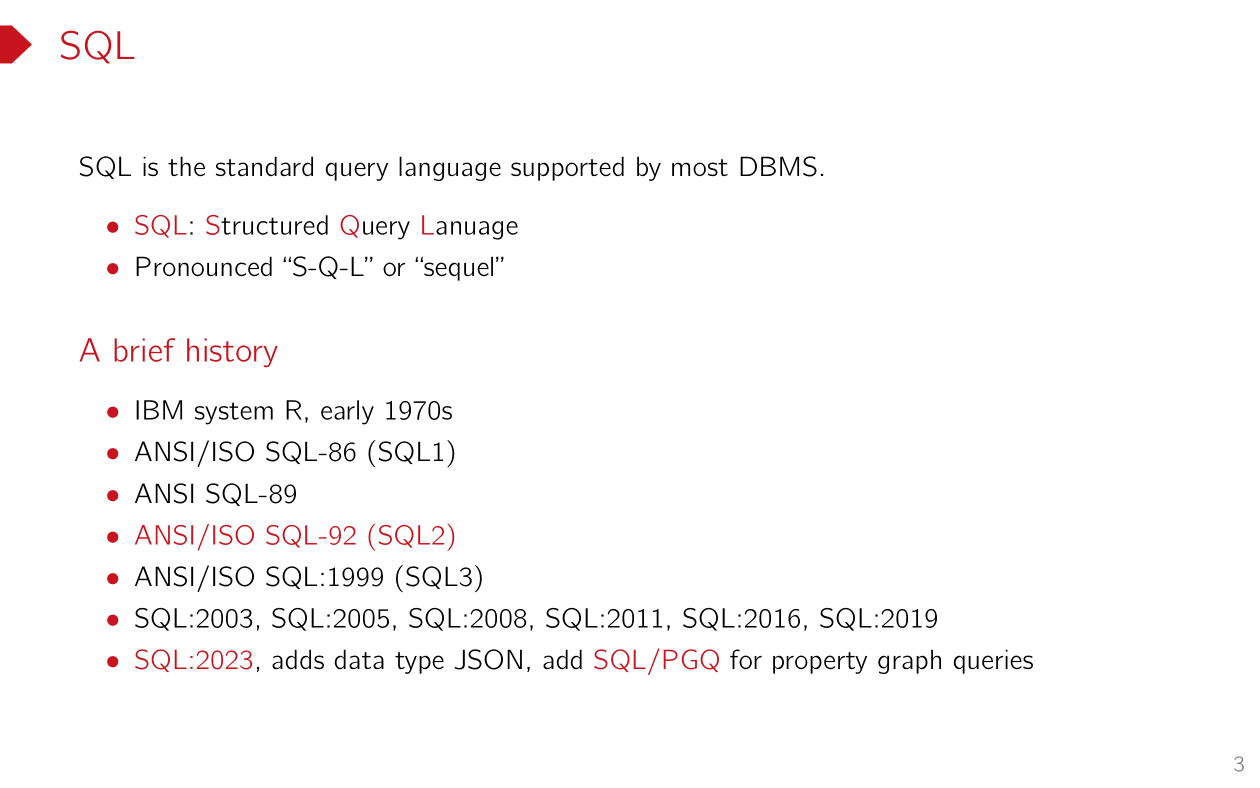 SQL
SQL is the standard query language supported by most DBMS.
• SQL: Structured Query Lanuage
• Pronounced “S-Q-L” or “sequel”
A brief history
• IBM system R, early 1970s
• ANSI/ISO SQL-86 (SQL1)
• ANSI SQL-89
• ANSI/ISO SQL-92 (SQL2)
• ANSI/ISO SQL:1999 (SQL3)
• SQL:2003, SQL:2005, SQL:2008, SQL:2011, SQL:2016, SQL:2019
• SQL:2023, adds data type JSON, add SQL/PGQ for property graph queries
3